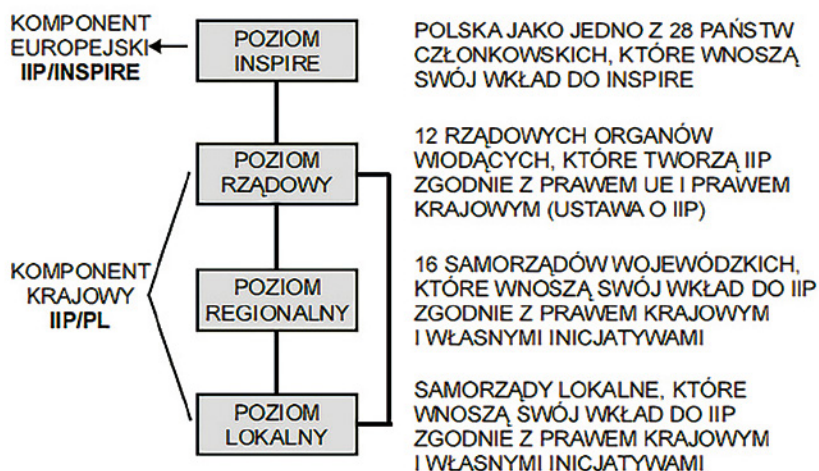 KOMPONENT
EUROPEJSKI
IIP/INSPIRE
POZIOM
INSPIRE
POLSKA JAKO JEDNO Z 28 PAŃSTW
CZŁONKOWSKICH, KTÓRE WNOSZĄ
SWÓJ WKŁAD DO INSPIRE
POZIOM
RZĄDOWY
12 RZĄDOWYCH ORGANÓW
WIODĄCYCH, KTÓRE TWORZĄ IIP
ZGODNIE Z PRAWEM UE I PRAWEM
KRAJOWYM (USTAWA O IIP)
KOMPONENT
KRAJOWY
IIP/PL
POZIOM
REGIONALNY
16 SAMORZĄDÓW WOJEWÓDZKICH,
KTÓRE WNOSZĄ SWÓJ WKŁAD DO IIP
ZGODNIE Z PRAWEM KRAJOWYM
I WŁASNYMI INICJATYWAMI
POZIOM
LOKALNY
SAMORZĄDY LOKALNE, KTÓRE
WNOSZĄ SWÓJ WKŁAD DO IIP
ZGODNIE Z PRAWEM KRAJOWYM
I WŁASNYMI INICJATYWAMI